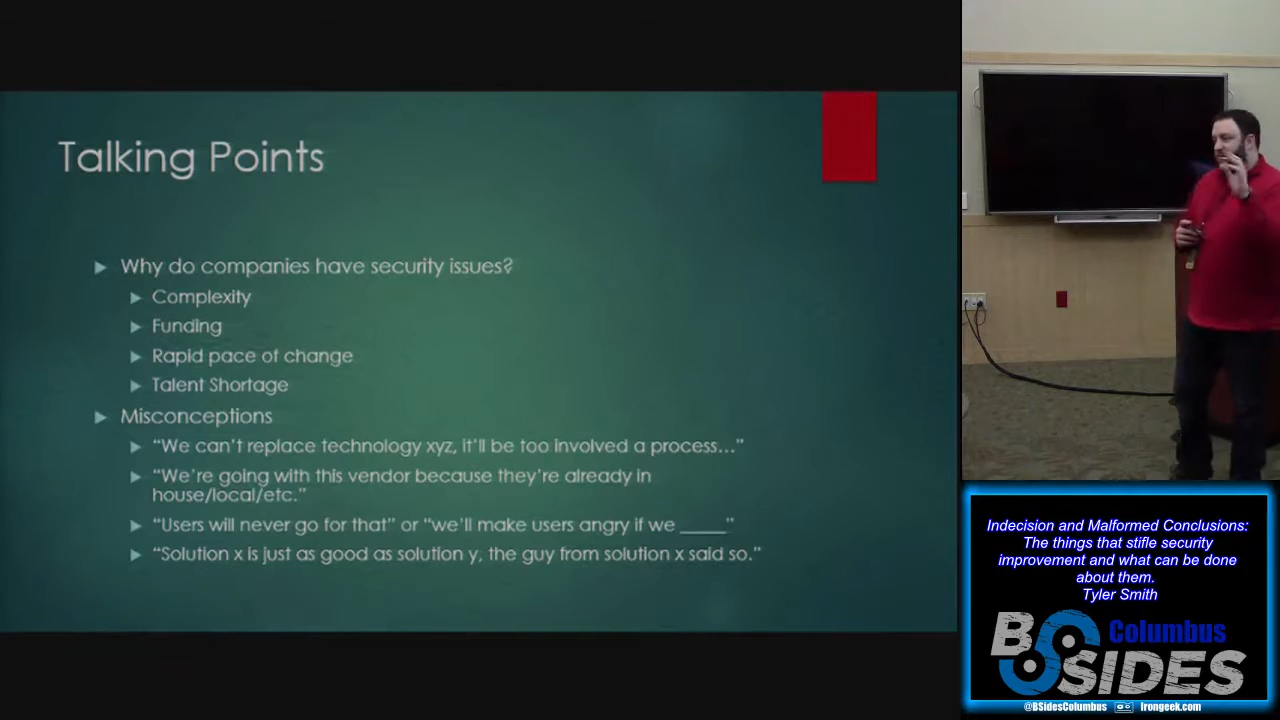 Talking Points
Why do companies have security issues?
Complexity
Funding
Rapid pace of change
Talent Shortage
Misconceptions
“We can’t replace technology xyz, it’ll be too involved a process…”
“We’re going with this vendor because they’re already in
house/local/etc.”
“Users will never go for that” or “we’ll make users angry if we _____”
“Solution x is just as good as solution y, the guy from solution x said so.”
Indecision and Malformed Conclusions:
The things that stifle security
improvement and what can be done
about them.
Tyler Smith
BSIDES
Columbus
@BSidesColumbus Irongeek.com